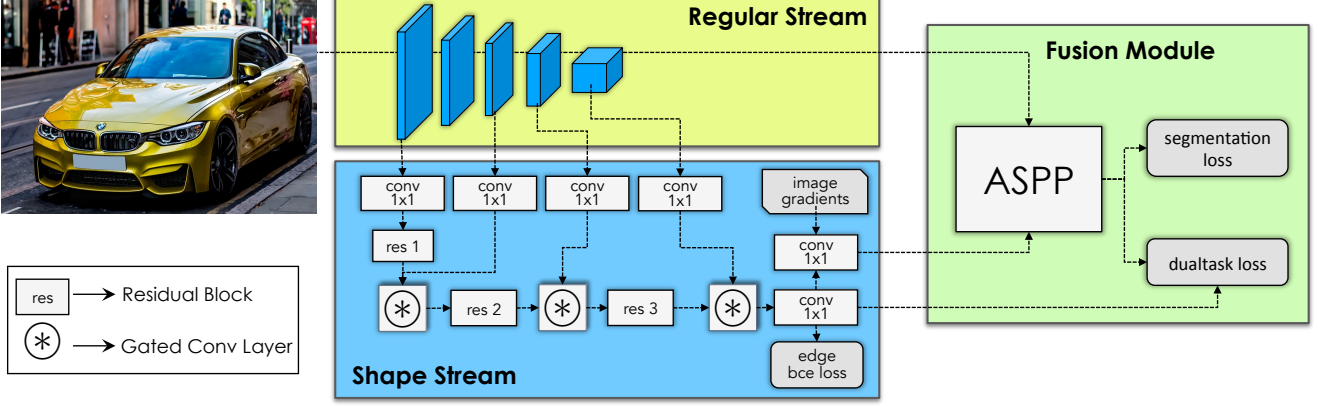 Regular Stream
Fusion Module
ASPP
segmentation
loss
dualtask loss
conv
1x1
conv
1x1
conv
1x1
conv
1x1
image
gradients
res 1
conv
1x1
res 2
res 3
conv
1x1
edge
bce loss
Shape Stream
res
Residual Block
Gated Conv Layer